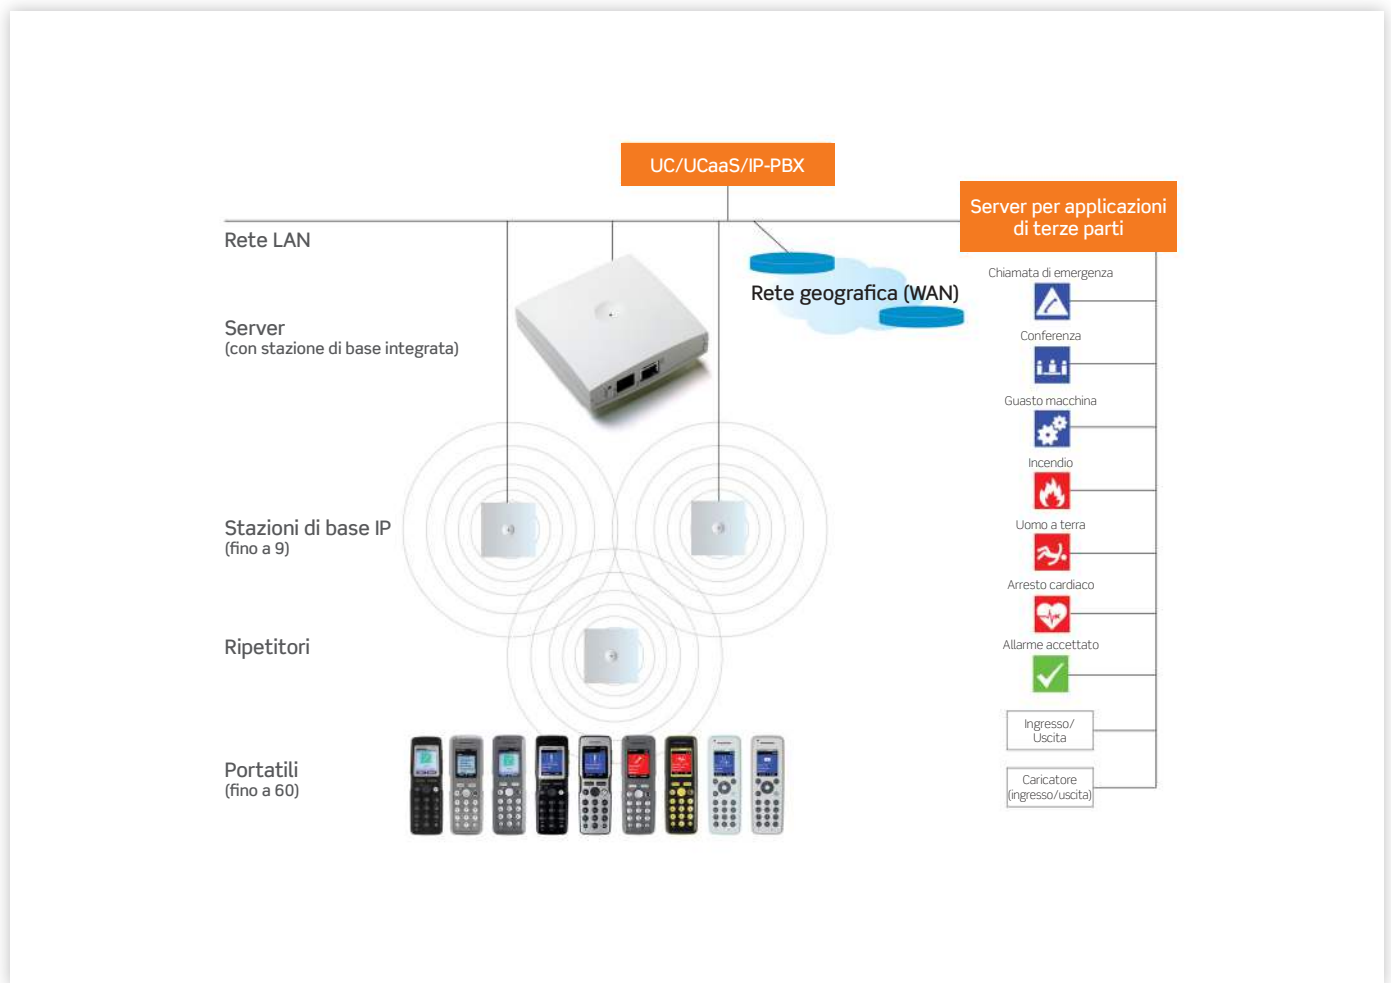 UC/UCaaS/IP-PBX
Server per applicazioni
di terze parti
Rete LAN
Rete geografica (WAN)
Server
(con stazione di base integrata)
Stazioni di base IP
(fino a 9)
Ripetitori
Portatili
(fino a 60)
Chiamata di emergenza
Conferenza
Guasto macchina
Incendio
Uomo a terra
Arresto cardiaco
Allarme accettato
Ingresso/
Uscita
Caricatore
(ingresso/uscita)